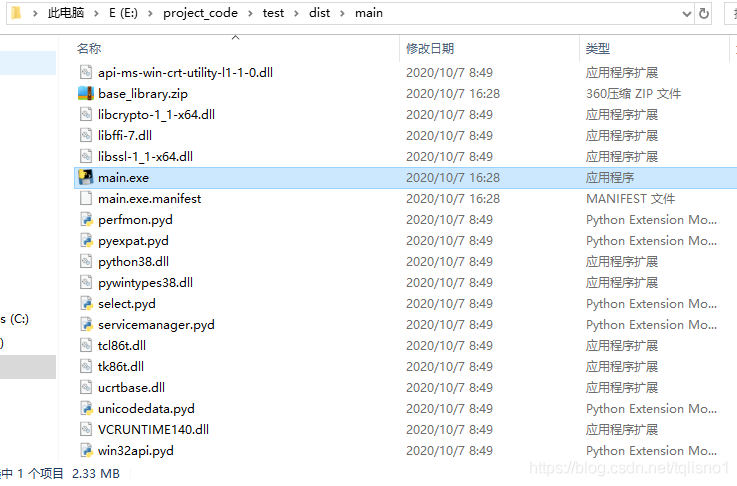 此电脑 › E (E:) › project_code › test › dist › main
名称 修改日期 类型
api-ms-win-crt-utility-l1-1-0.dll 2020/10/7 8:49 应用程序扩展
base_library.zip 2020/10/7 16:28 360压缩 ZIP 文件
libcrypto-1_1-x64.dll 2020/10/7 8:49 应用程序扩展
libffi-7.dll 2020/10/7 8:49 应用程序扩展
libssl-1_1-x64.dll 2020/10/7 8:49 应用程序扩展
main.exe 2020/10/7 16:28 应用程序
main.exe.manifest 2020/10/7 16:28 MANIFEST 文件
perfmon.pyd 2020/10/7 8:49 Python Extension Mo...
pyexpat.pyd 2020/10/7 8:49 Python Extension Mo...
python38.dll 2020/10/7 8:49 应用程序扩展
pywintypes38.dll 2020/10/7 8:49 应用程序扩展
select.pyd 2020/10/7 8:49 Python Extension Mo...
s (C:) servicemanager.pyd 2020/10/7 8:49 Python Extension Mo...
) tcl86t.dll 2020/10/7 8:49 应用程序扩展
tk86t.dll 2020/10/7 8:49 应用程序扩展
ucrtbase.dll 2020/10/7 8:49 应用程序扩展
unicodedata.pyd 2020/10/7 8:49 Python Extension Mo...
VCRUNTIME140.dll 2020/10/7 8:49 应用程序扩展
win32api.pyd 2020/10/7 8:49 Python Extension Mo...
中 1 个项目 2.33 MB
https://blog.csdn.net/tqlisno1